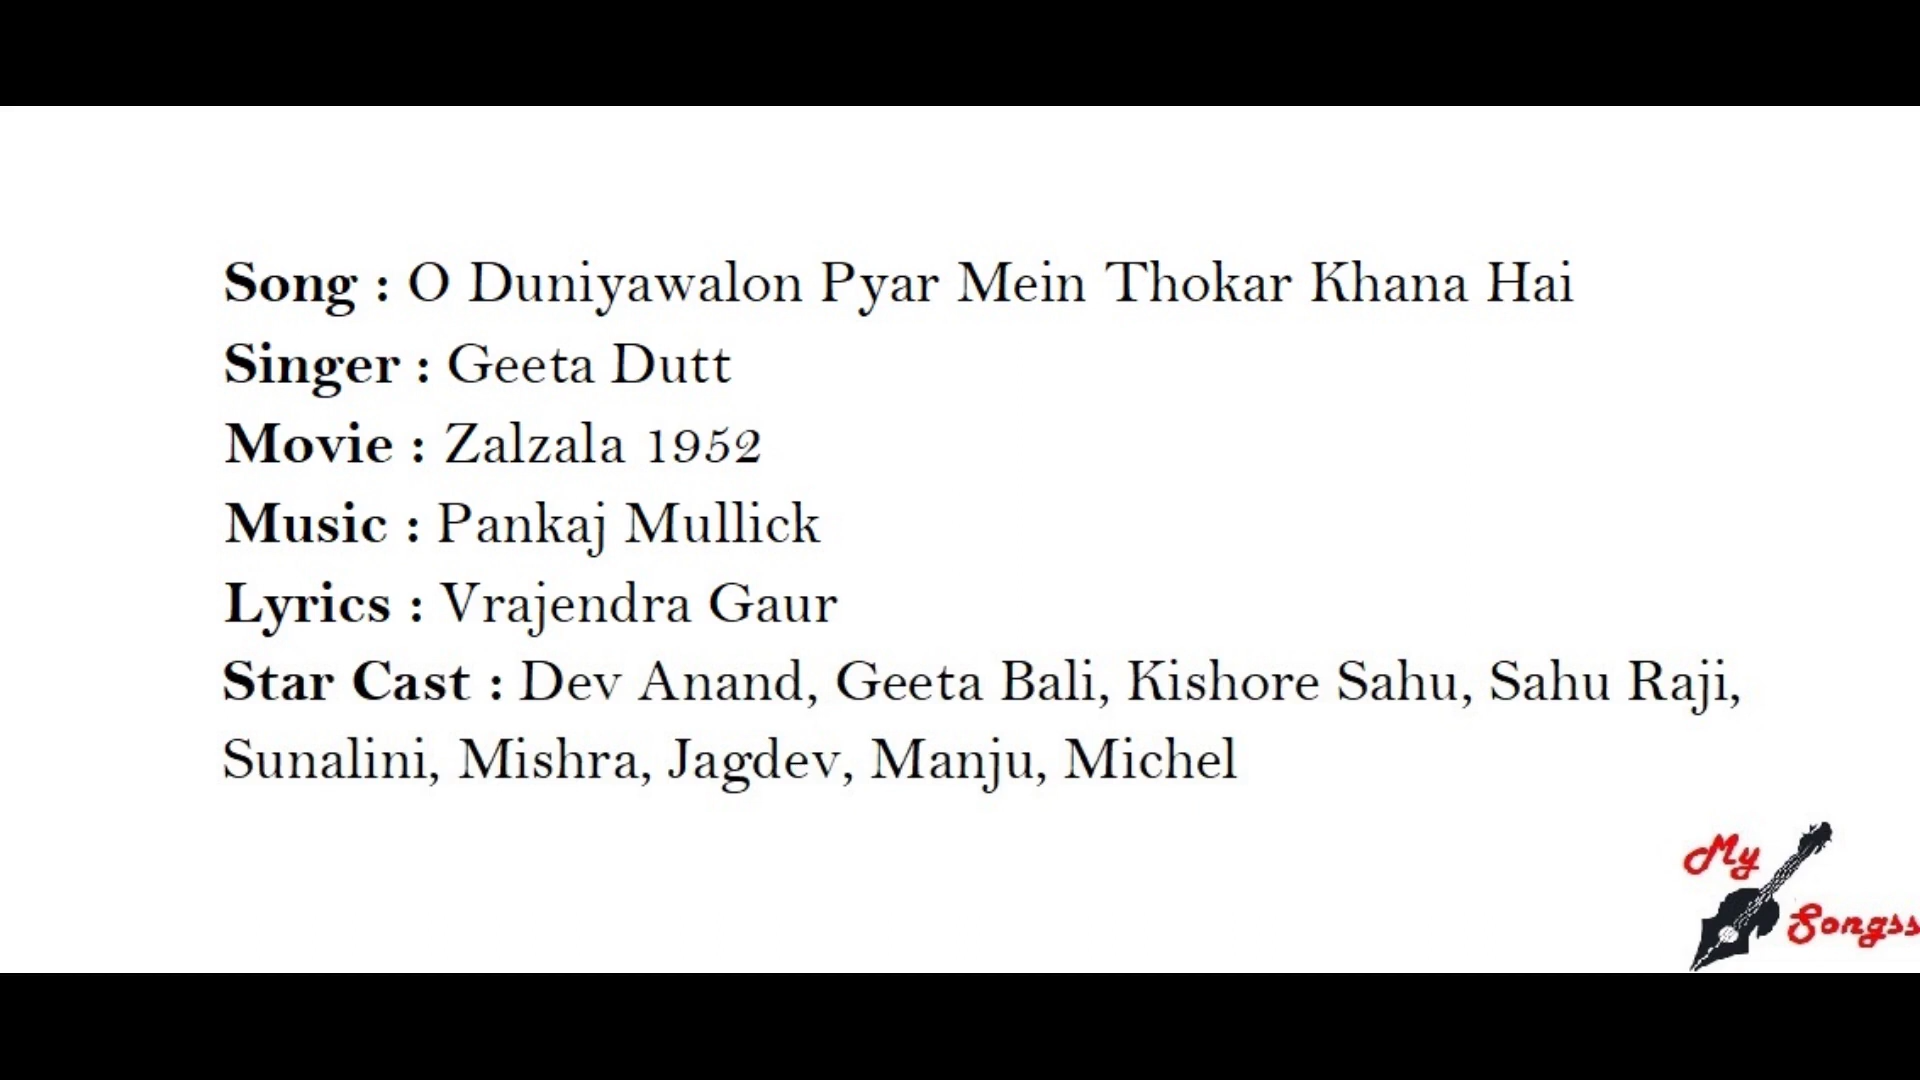 Song : O Duniyawalon Pyar Mein Thokar Khana Hai
Singer : Geeta Dutt
Movie : Zalzala 1952
Music : Pankaj Mullick
Lyrics : Vrajendra Gaur
Star Cast : Dev Anand, Geeta Bali, Kishore Sahu, Sahu Raji,
Sunalini, Mishra, Jagdev, Manju, Michel
My
Songss